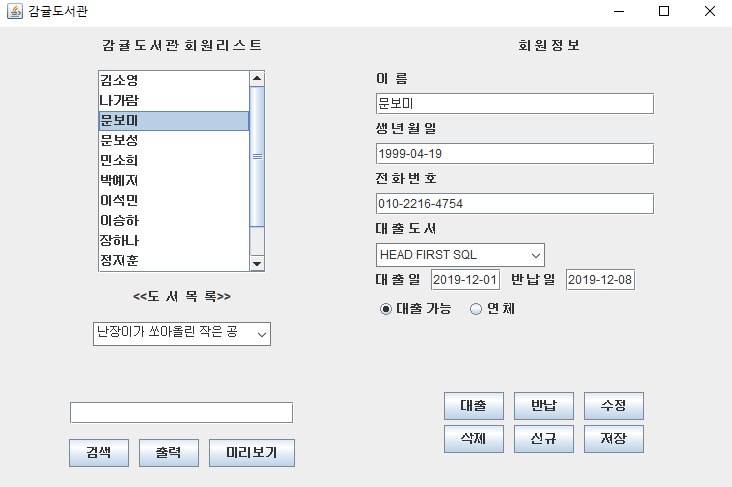 감귤도서관
감귤도서관 회원리스트
김소영
나가람
문보미
문보성
민소희
박예지
이석민
이승하
장하나
정지훈
<<도 서 목 록>>
난장이가 쏘아올린 작은 공
검색 출력 미리보기
회원정보
이 름
문보미
생년월일
1999-04-19
전화번호
010-2216-4754
대출도서
HEAD FIRST SQL
대출일 2019-12-01 반납일 2019-12-08
대출가능 연체
대출 반납 수정
삭제 신규 저장